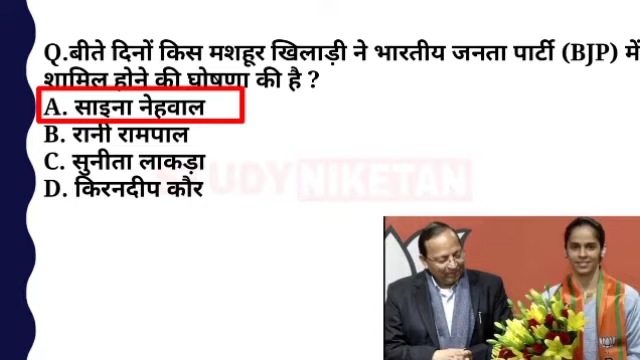 Q.बीते दिनों किस मशहूर खिलाड़ी ने भारतीय जनता पार्टी (BJP) में
शामिल होने की घोषणा की है ?
A. साइना नेहवाल
B. रानी रामपाल
C. सुनीता लाकड़ा
D. किरनदीप कौर
STUDY NIKETAN